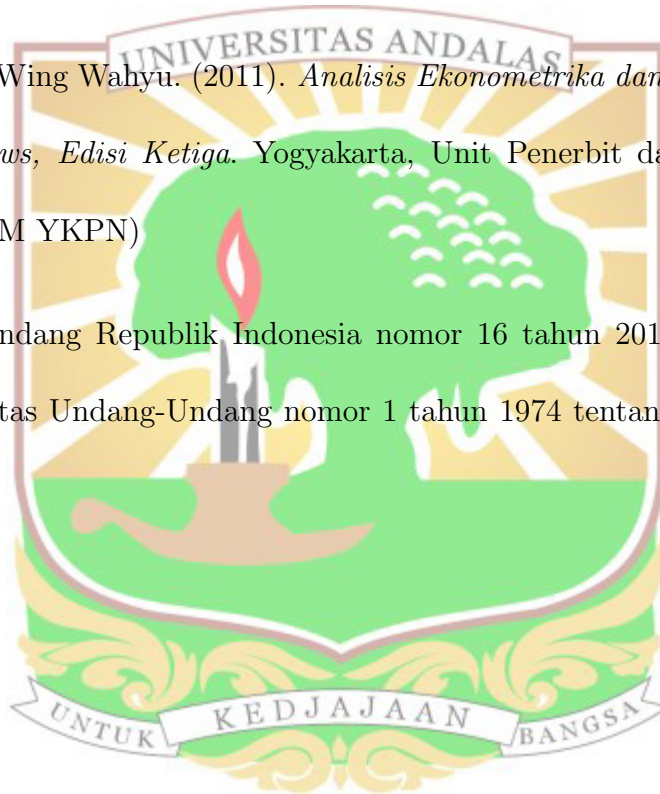 UNIVERSITAS ANDALAS
Wing Wahyu. (2011). Analisis Ekonometrika dan
ws, Edisi Ketiga. Yogyakarta, Unit Penerbit da
M YKPN)
ndang Republik Indonesia nomor 16 tahun 201
tas Undang-Undang nomor 1 tahun 1974 tentan
UNTUK KEDJAJAAN BANGSA